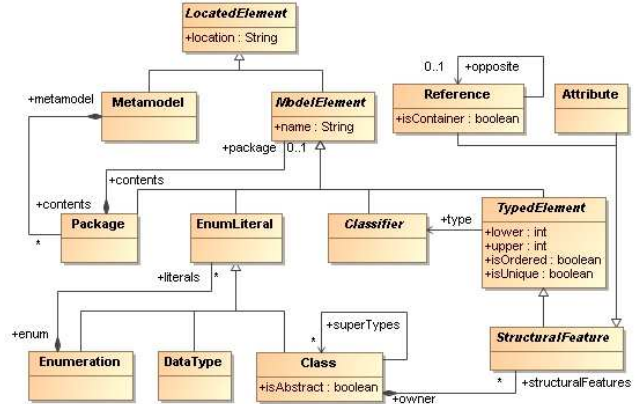 LocatedElement
+location : String
+metamodel
Metamodel
ModelElement
+name : String
0..1
+opposite
Reference
+isContainer : boolean
Attribute
+package
0..1
+contents
+contents
*
Package
EnumLiteral
Classifier
+type
TypedElement
+lower : int
+upper : int
+isOrdered : boolean
+isUnique : boolean
+literals
*
+enum
Enumeration
DataType
+superTypes
*
Class
+isAbstract : boolean
+owner
StructuralFeature
*
+structuralFeatures